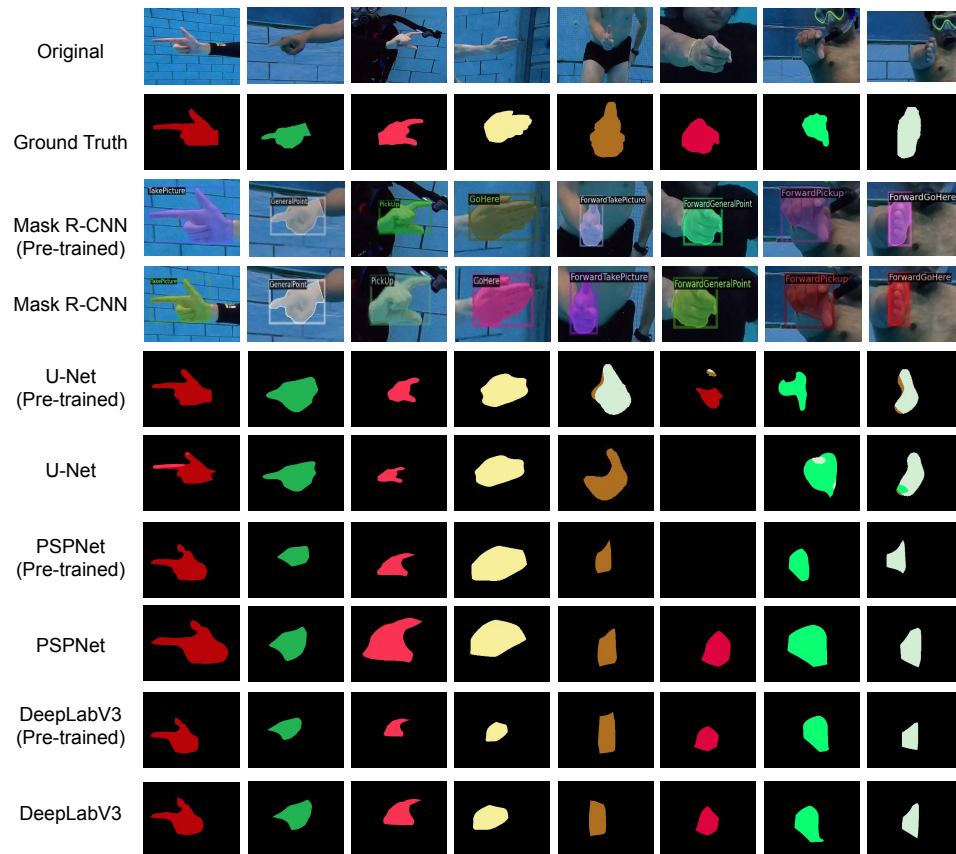 Original
Ground Truth
Mask R-CNN
(Pre-trained)
TakePicture
GeneralPoint
PickUp
GoHere
ForwardTakePicture
ForwardGeneralPoint
ForwardPickup
ForwardGoHere
Mask R-CNN
TakePicture
GeneralPoint
PickUp
GoHere
ForwardTakePicture
ForwardGeneralPoint
ForwardPickup
ForwardGoHere
U-Net
(Pre-trained)
U-Net
PSPNet
(Pre-trained)
PSPNet
DeepLabV3
(Pre-trained)
DeepLabV3